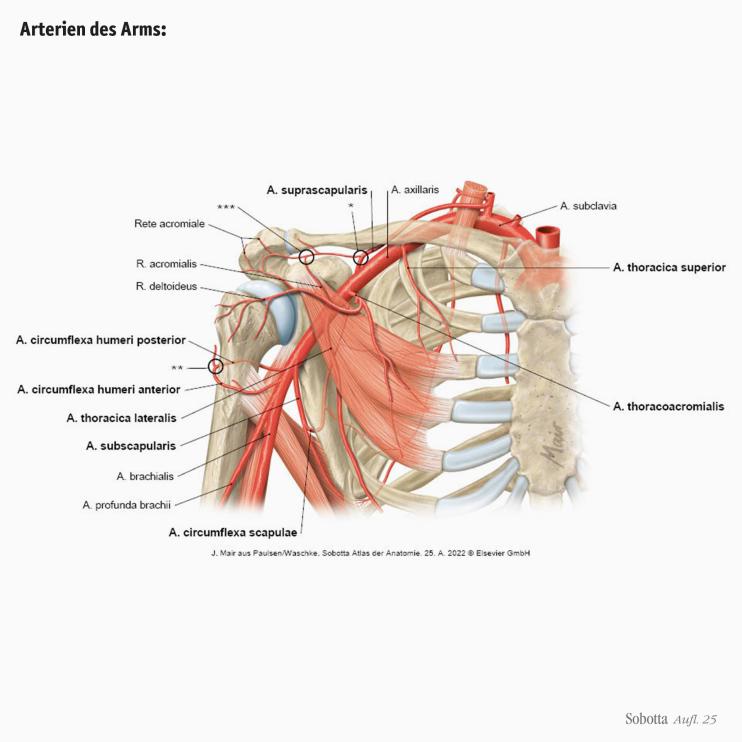 Arterien des Arms:
A. suprascapularis
A. axillaris
***
*
A. subclavia
Rete acromiale
R. acromialis
A. thoracica superior
R. deltoideus
A. circumflexa humeri posterior
**
A. circumflexa humeri anterior
A. thoracoacromialis
A. thoracica lateralis
A. subscapularis
A. brachialis
A. profunda brachii
A. circumflexa scapulae
Mair
J. Mair aus Paulsen/Waschke, Sobotta Atlas der Anatomie, 25. A. 2022 © Elsevier GmbH
Sobotta Aufl. 25